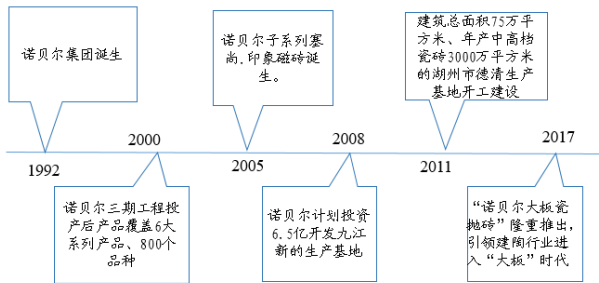 诺贝尔集团诞生
诺贝尔子系列塞
尚.印象磁砖诞
生。
建筑总面积75万平
方米、年产中高档
瓷砖3000万平方米
的湖州市德清生产
基地开工建设
1992
2000
2005
2008
2011
2017
诺贝尔三期工程投
产后产品覆盖6大
系列产品、800个
品种
诺贝尔计划投资
6.5亿开发九江
新的生产基地
“诺贝尔大板瓷
抛砖”隆重推出，
引领建陶行业进
入“大板”时代